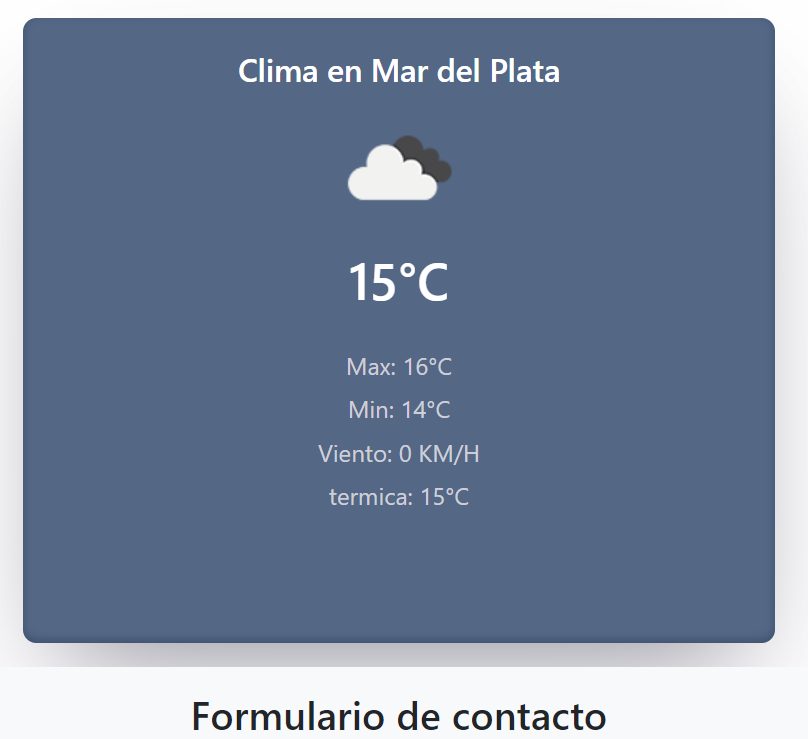 Clima en Mar del Plata
15°C
Max: 16°C
Min: 14°C
Viento: 0 KM/H
termica: 15°C
Formulario de contacto